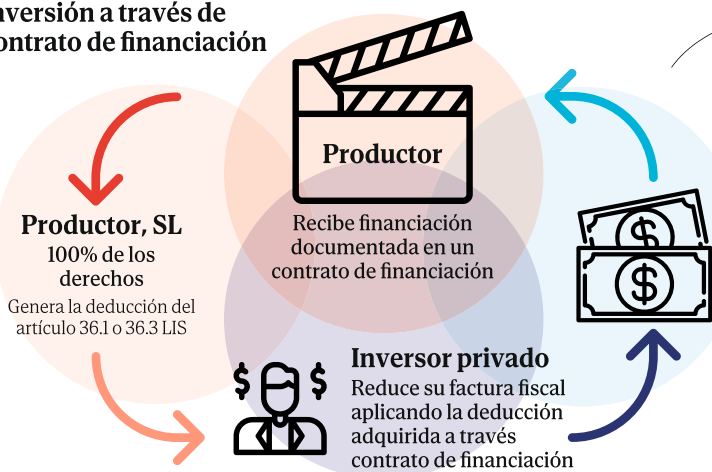 nversión a través de
ontrato de financiación
Productor
Recibe financiación
documentada en un
contrato de financiación
Productor, SL
100% de los
derechos
Genera la deducción del
artículo 36.1 o 36.3 LIS
Inversor privado
Reduce su factura fiscal
aplicando la deducción
adquirida a través
contrato de financiación